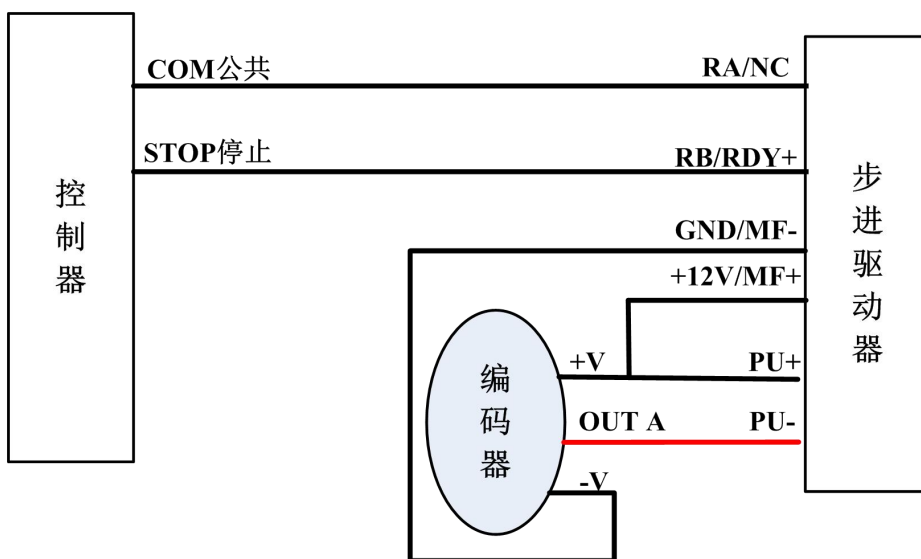 COM公共
RA/NC
STOP停止
RB/RDY+
控制器
步进驱动器
GND/MF-
+12V/MF+
编码器
+V
PU+
OUT A
PU-
-V